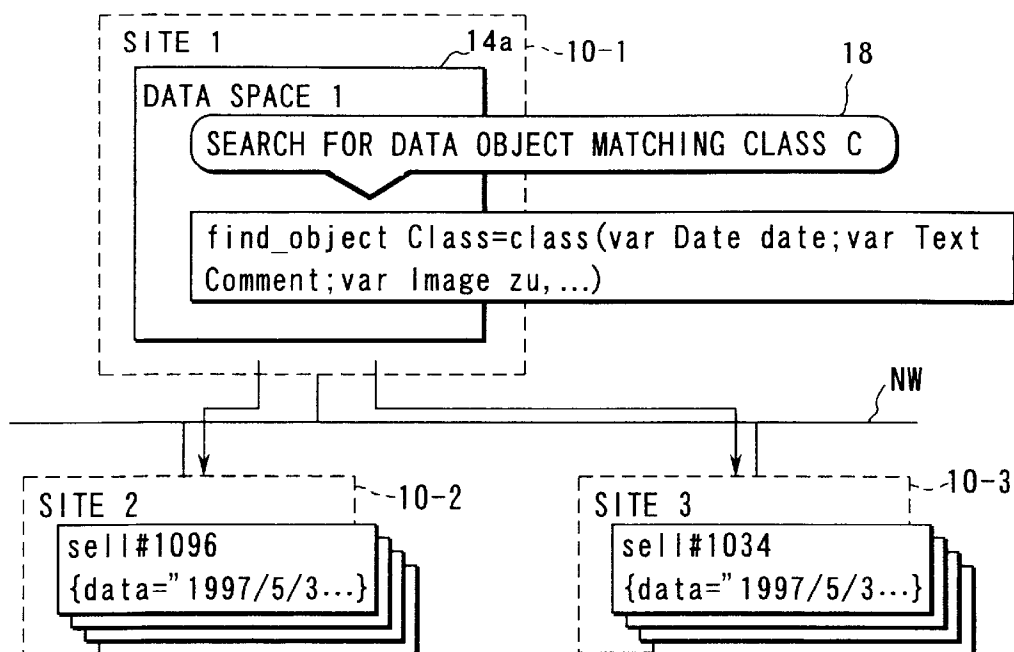 SITE 1
14a
10-1
18
DATA SPACE 1
SEARCH FOR DATA OBJECT MATCHING CLASS C
find_object Class=class(var Date date;var Text
Comment;var Image zu,...)
NW
SITE 2
10-2
SITE 3
10-3
sell#1096
{data="1997/5/3...}
sell#1034
{data="1997/5/3...}